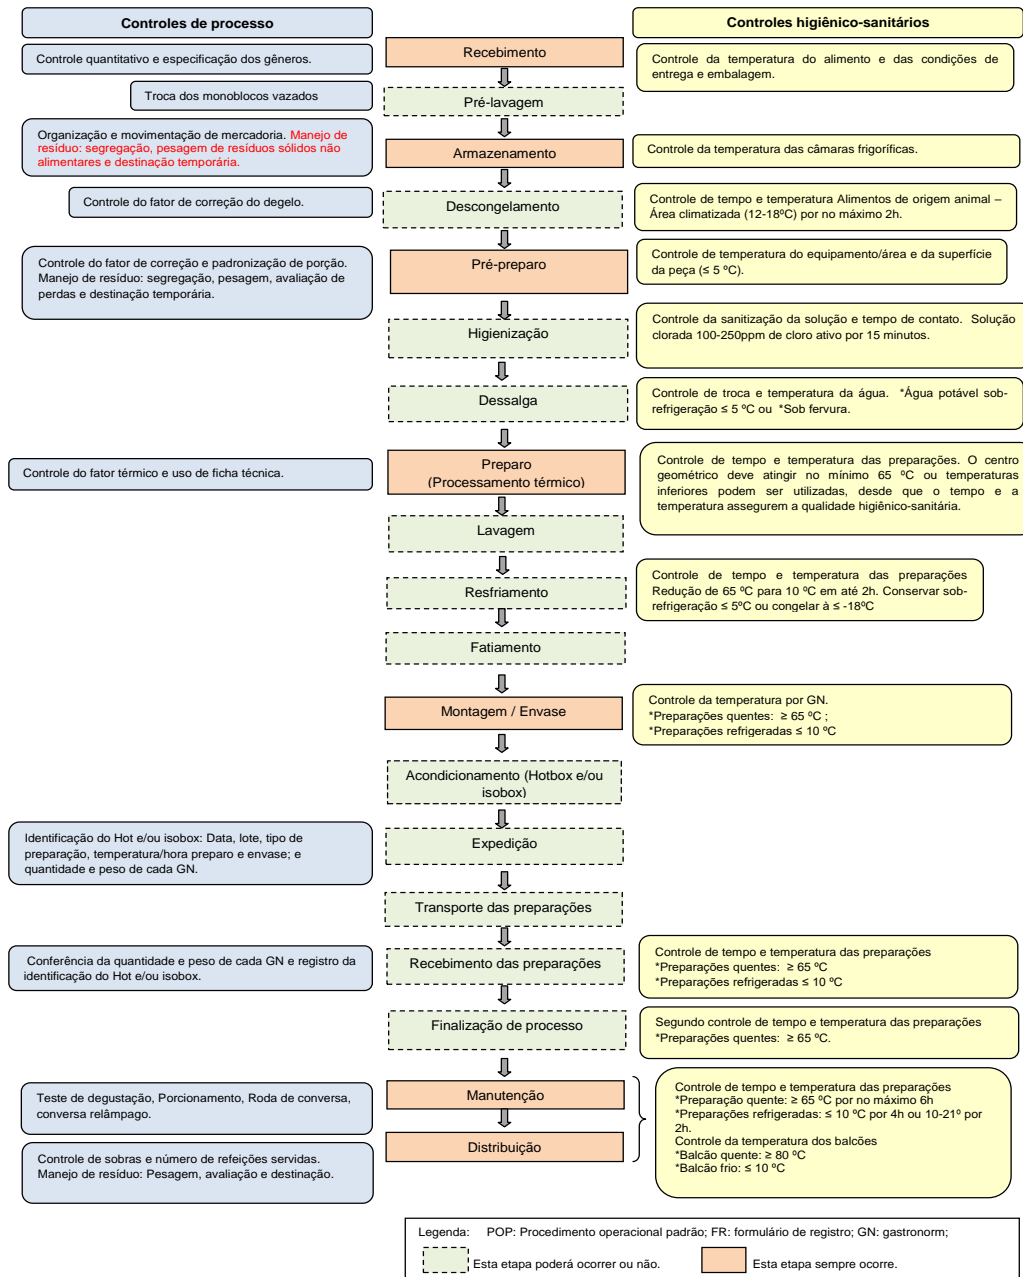 Controles de processo
Controles higiênico-sanitários
Recebimento
Controle quantitativo e especificação dos gêneros.
Controle da temperatura do alimento e das condições de
entrega e embalagem.
Troca dos monoblocos vazados
Pré-lavagem
Organização e movimentação de mercadoria. Manejo de
resíduo: segregação, pesagem de resíduos sólidos não
alimentares e destinação temporária.
Armazenamento
Controle da temperatura das câmaras frigoríficas.
Controle do fator de correção do degelo.
Descongelamento
Controle de tempo e temperatura Alimentos de origem animal –
Área climatizada (12-18ºC) por no máximo 2h.
Controle do fator de correção e padronização de porção.
Manejo de resíduo: segregação, pesagem, avaliação de
perdas e destinação temporária.
Pré-preparo
Controle de temperatura do equipamento/área e da superfície
da peça (≤ 5 ºC).
Higienização
Controle da sanitização da solução e tempo de contato. Solução
clorada 100-250ppm de cloro ativo por 15 minutos.
Dessalga
Controle de troca e temperatura da água. *Água potável sob-
refrigeração ≤ 5 ºC ou *Sob fervura.
Controle do fator térmico e uso de ficha técnica.
Preparo
(Processamento térmico)
Controle de tempo e temperatura das preparações. O centro
geométrico deve atingir no mínimo 65 ºC ou temperaturas
inferiores podem ser utilizadas, desde que o tempo e a
temperatura assegurem a qualidade higiênico-sanitária.
Lavagem
Resfriamento
Controle de tempo e temperatura das preparações
Redução de 65 ºC para 10 ºC em até 2h. Conservar sob-
refrigeração ≤ 5ºC ou congelar à ≤ -18ºC
Fatiamento
Montagem / Envase
Controle da temperatura por GN.
*Preparações quentes: ≥ 65 ºC ;
*Preparações refrigeradas ≤ 10 ºC
Acondicionamento (Hotbox e/ou
isobox)
Identificação do Hot e/ou isobox: Data, lote, tipo de
preparação, temperatura/hora preparo e envase; e
quantidade e peso de cada GN.
Expedição
Transporte das preparações
Conferência da quantidade e peso de cada GN e registro da
identificação do Hot e/ou isobox.
Recebimento das preparações
Controle de tempo e temperatura das preparações
*Preparações quentes: ≥ 65 ºC
*Preparações refrigeradas ≤ 10 ºC
Finalização de processo
Segundo controle de tempo e temperatura das preparações
*Preparações quentes: ≥ 65 ºC.
Teste de degustação, Porcionamento, Roda de conversa,
conversa relâmpago.
Manutenção
Controle de tempo e temperatura das preparações
*Preparação quente: ≥ 65 ºC por no máximo 6h
*Preparações refrigeradas: ≤ 10 ºC por 4h ou 10-21º por
2h.
Controle da temperatura dos balcões
*Balcão quente: ≥ 80 ºC
*Balcão frio: ≤ 10 ºC
Distribuição
Controle de sobras e número de refeições servidas.
Manejo de resíduo: Pesagem, avaliação e destinação.
Legenda: POP: Procedimento operacional padrão; FR: formulário de registro; GN: gastronorm;
Esta etapa poderá ocorrer ou não.
Esta etapa sempre ocorre.